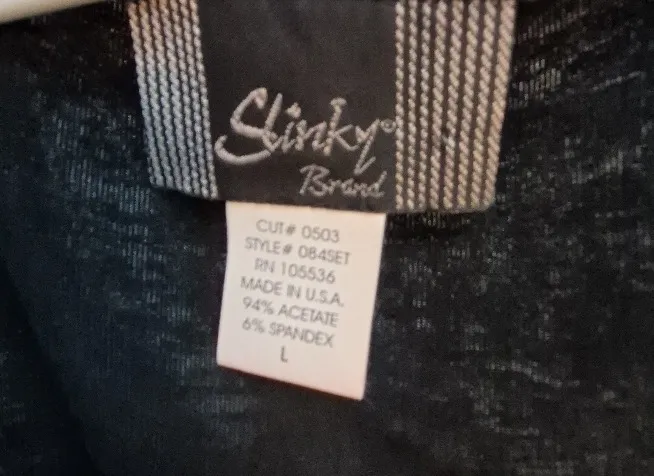 Slinky®
Brand
CUT# 0503
STYLE# 084SET
RN 105536
MADE IN U.S.A.
94% ACETATE
6% SPANDEX
L